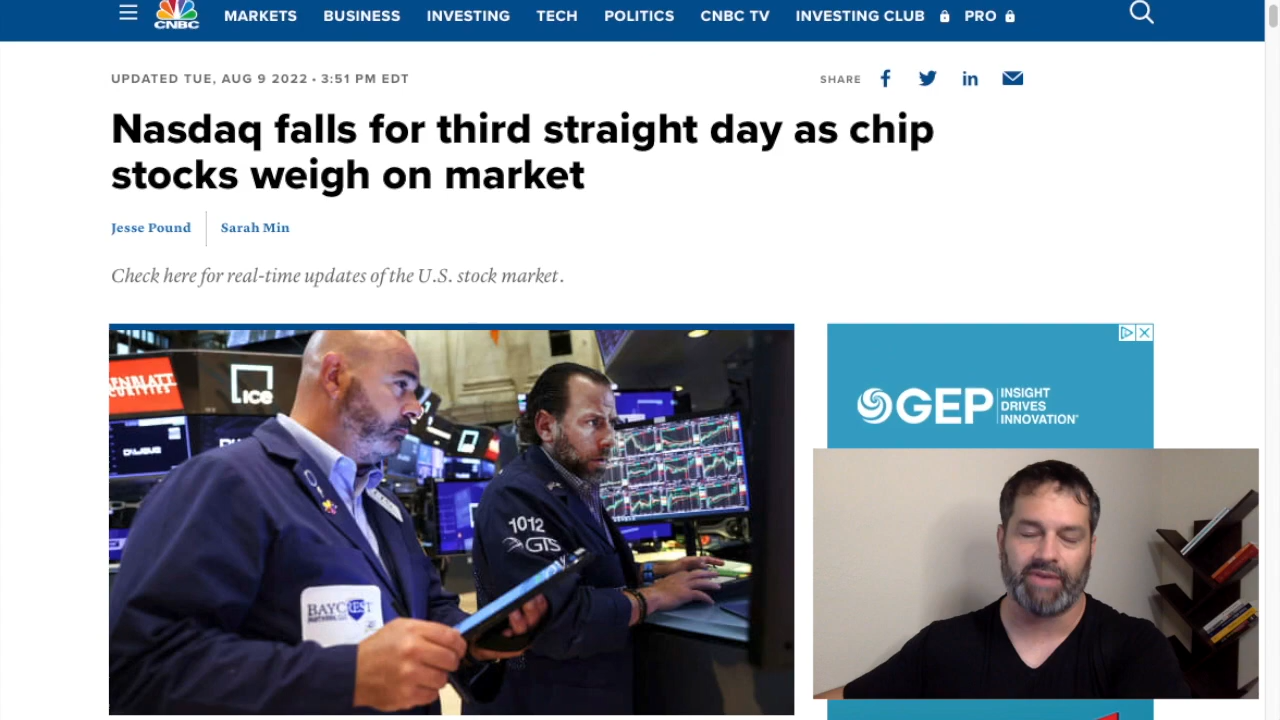 CNBC
MARKETS BUSINESS INVESTING TECH POLITICS CNBC TV INVESTING CLUB PRO
UPDATED TUE, AUG 9 2022 • 3:51 PM EDT
SHARE
Nasdaq falls for third straight day as chip
stocks weigh on market
Jesse Pound Sarah Min
Check here for real-time updates of the U.S. stock market.
ICE
1012
GTS
BAYCREST
GEP
INSIGHT
DRIVES
INNOVATION